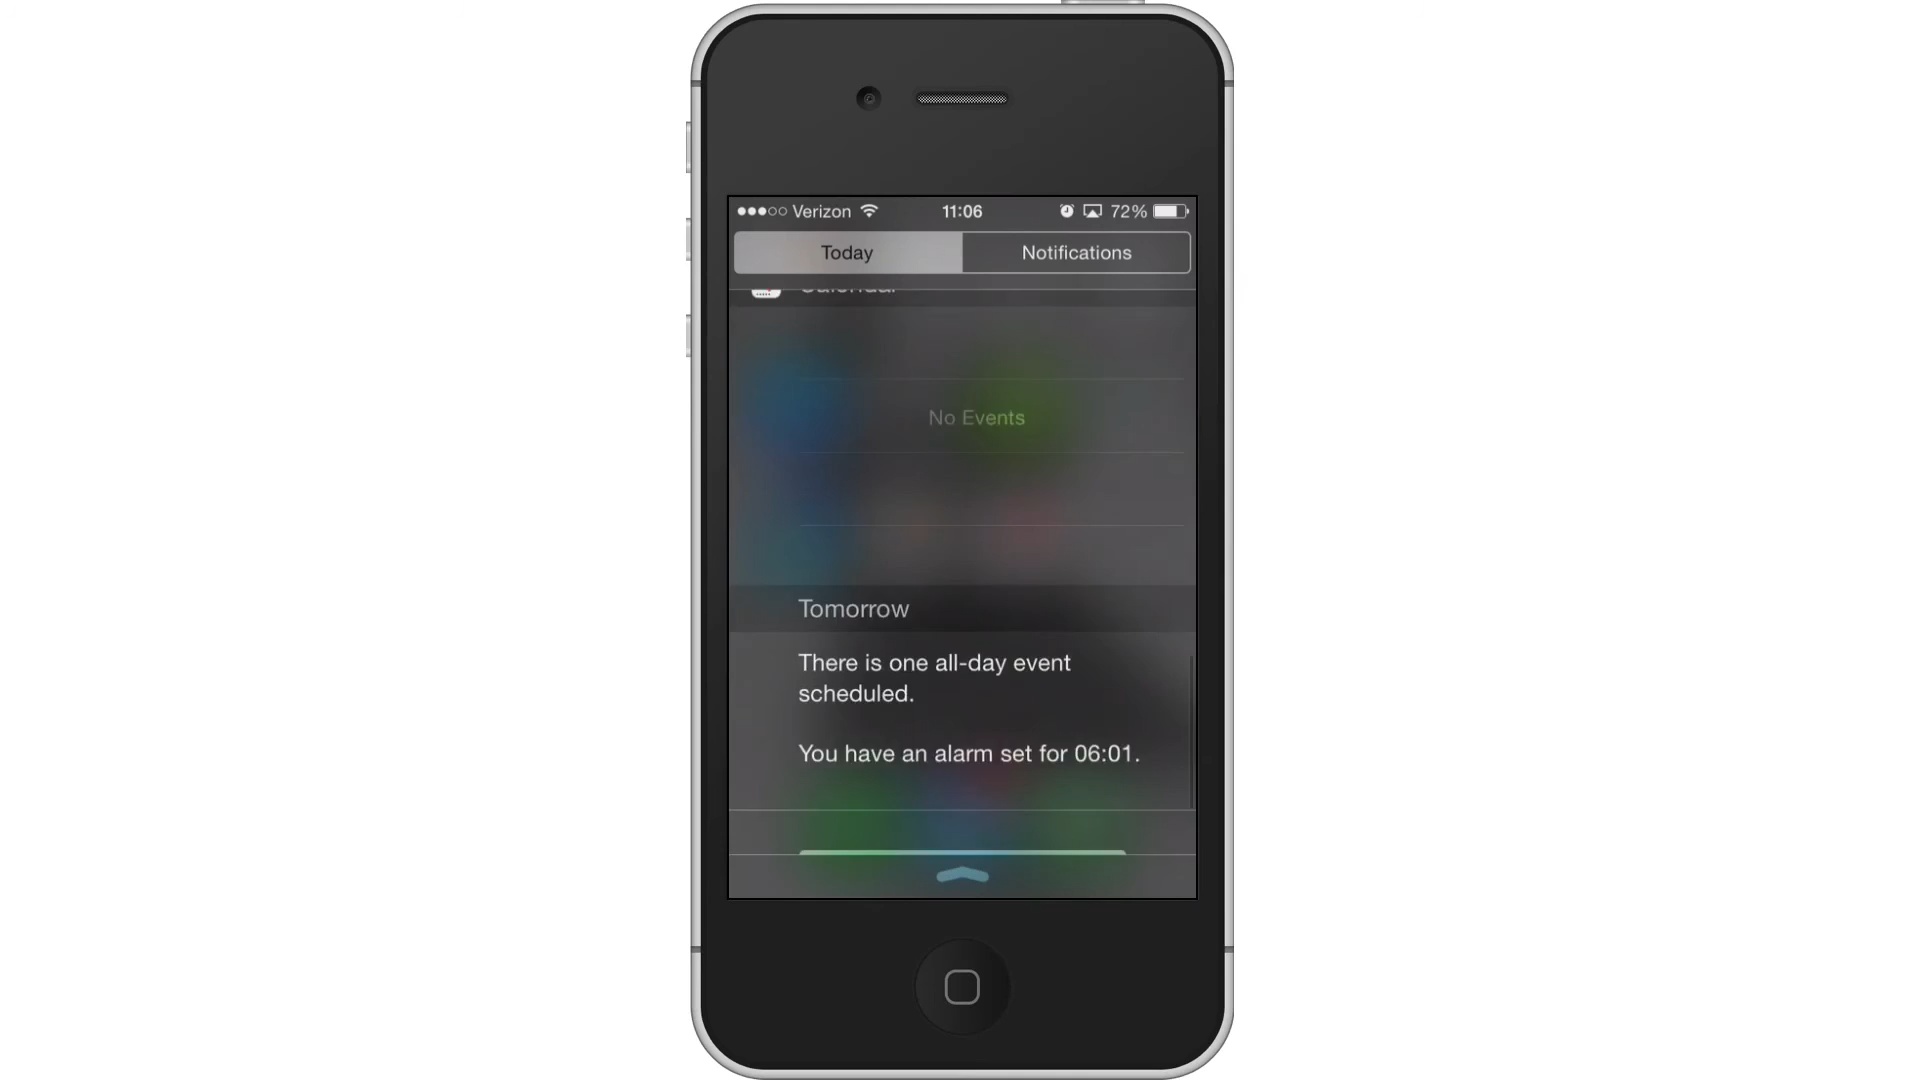 Verizon 11:06 72%
Today Notifications
Calendar
No Events
Tomorrow
There is one all-day event
scheduled.
You have an alarm set for 06:01.